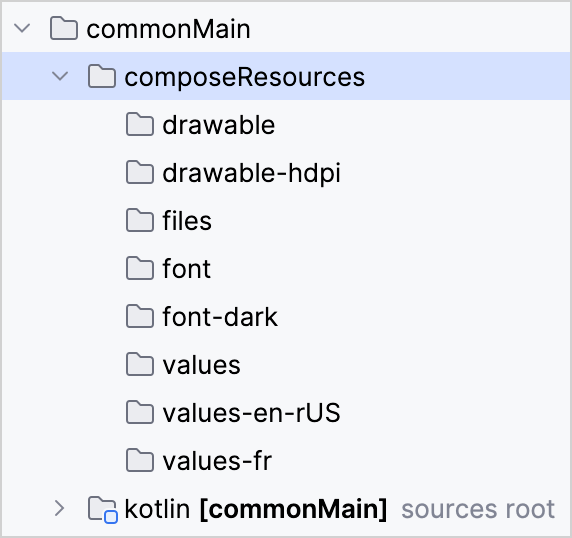 commonMain
composeResources
drawable
drawable-hdpi
files
font
font-dark
values
values-en-rUS
values-fr
kotlin [commonMain] sources root